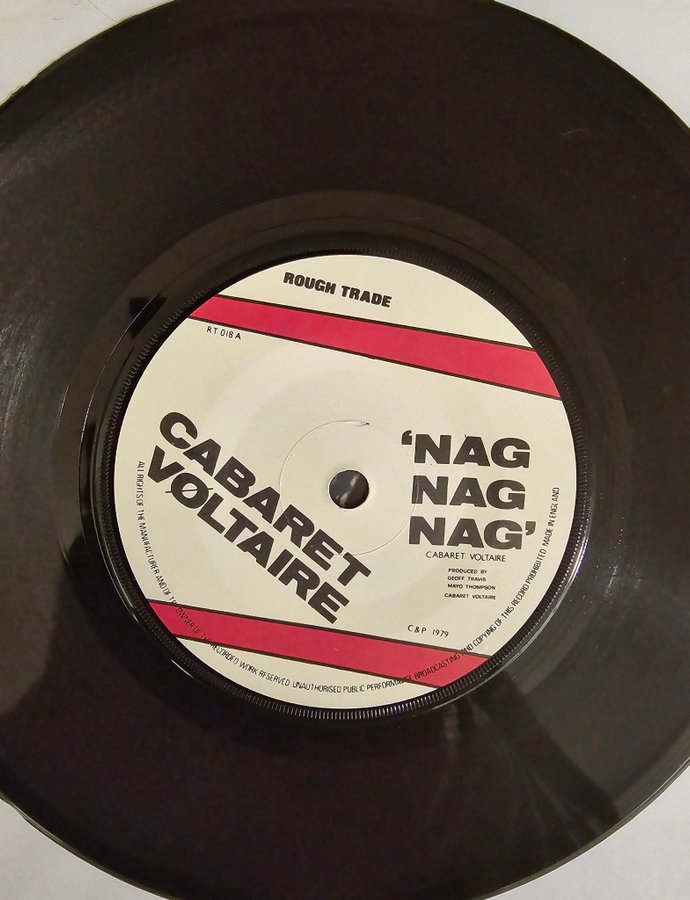 ROUGH TRADE
RT 018 A
CABARET
VØLTAIRE
'NAG
NAG
NAG'
CABARET VOLTAIRE
PRODUCED BY
GEOFF TRAVIS
MAYO THOMPSON
CABARET VOLTAIRE
C & P 1979
ALL RIGHTS OF THE MANUFACTURER AND OF THE OWNER OF THE RECORDED WORK RESERVED. UNAUTHORISED PUBLIC PERFORMANCE BROADCASTING AND COPYING OF THIS RECORD PROHIBITED. MADE IN ENGLAND